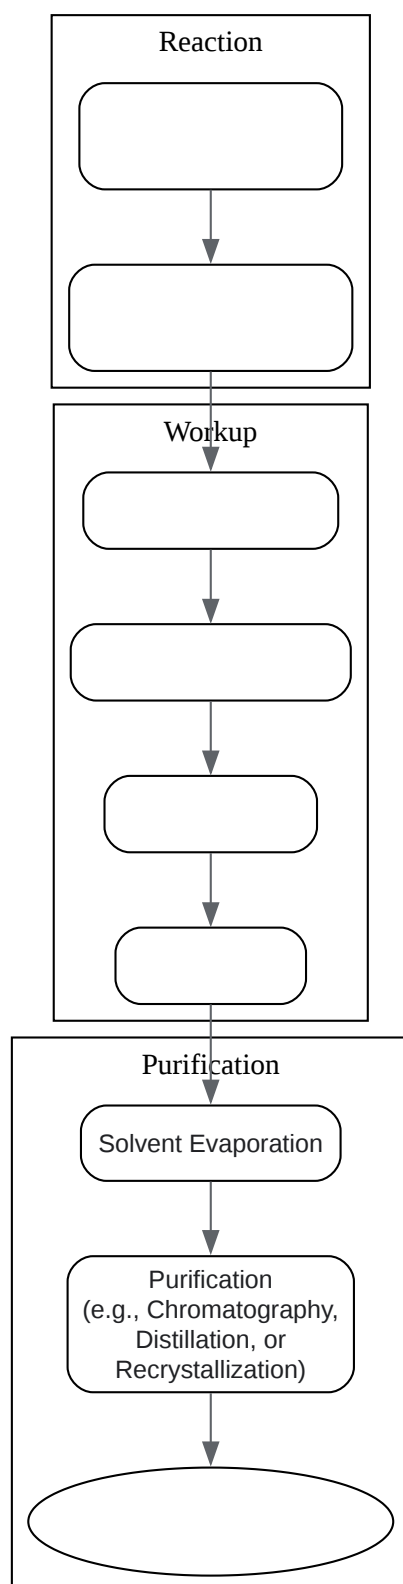 Reaction
Workup
Purification
Solvent Evaporation
Purification
(e.g., Chromatography,
Distillation, or
Recrystallization)